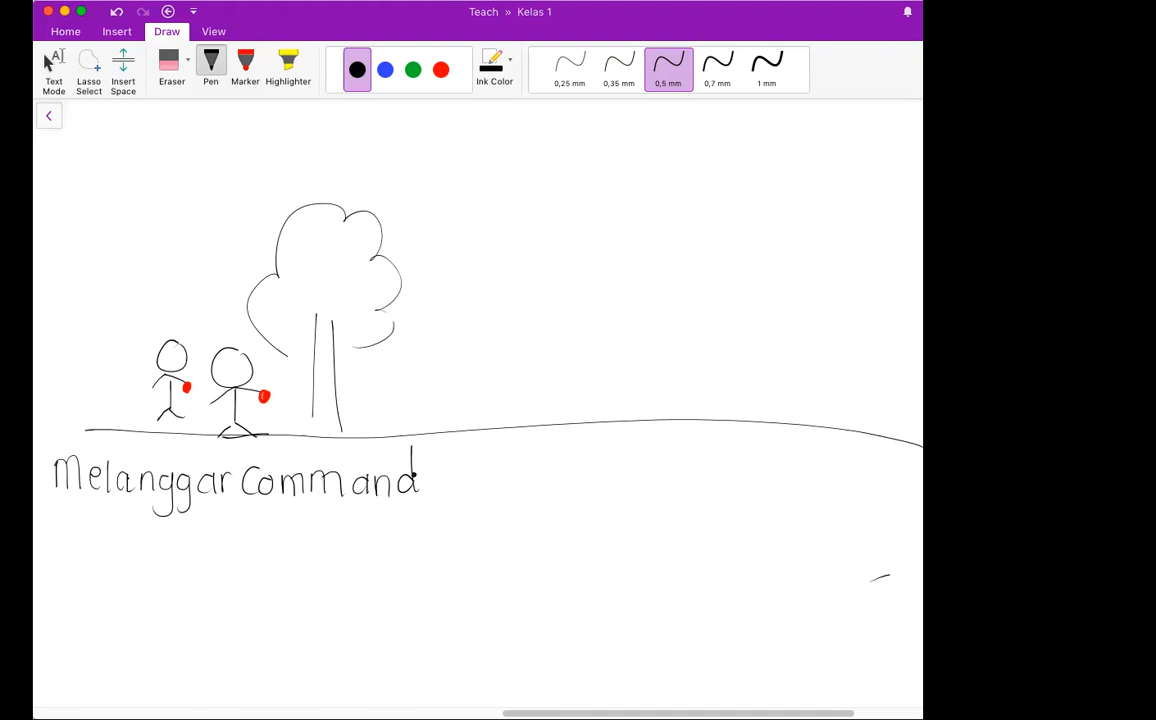 Teach » Kelas 1
Home Insert Draw View
Text Mode
Lasso Select
Insert Space
Eraser
Pen
Marker
Highlighter
Ink Color
0,25 mm
0,35 mm
0,5 mm
0,7 mm
1 mm
Melanggar Command